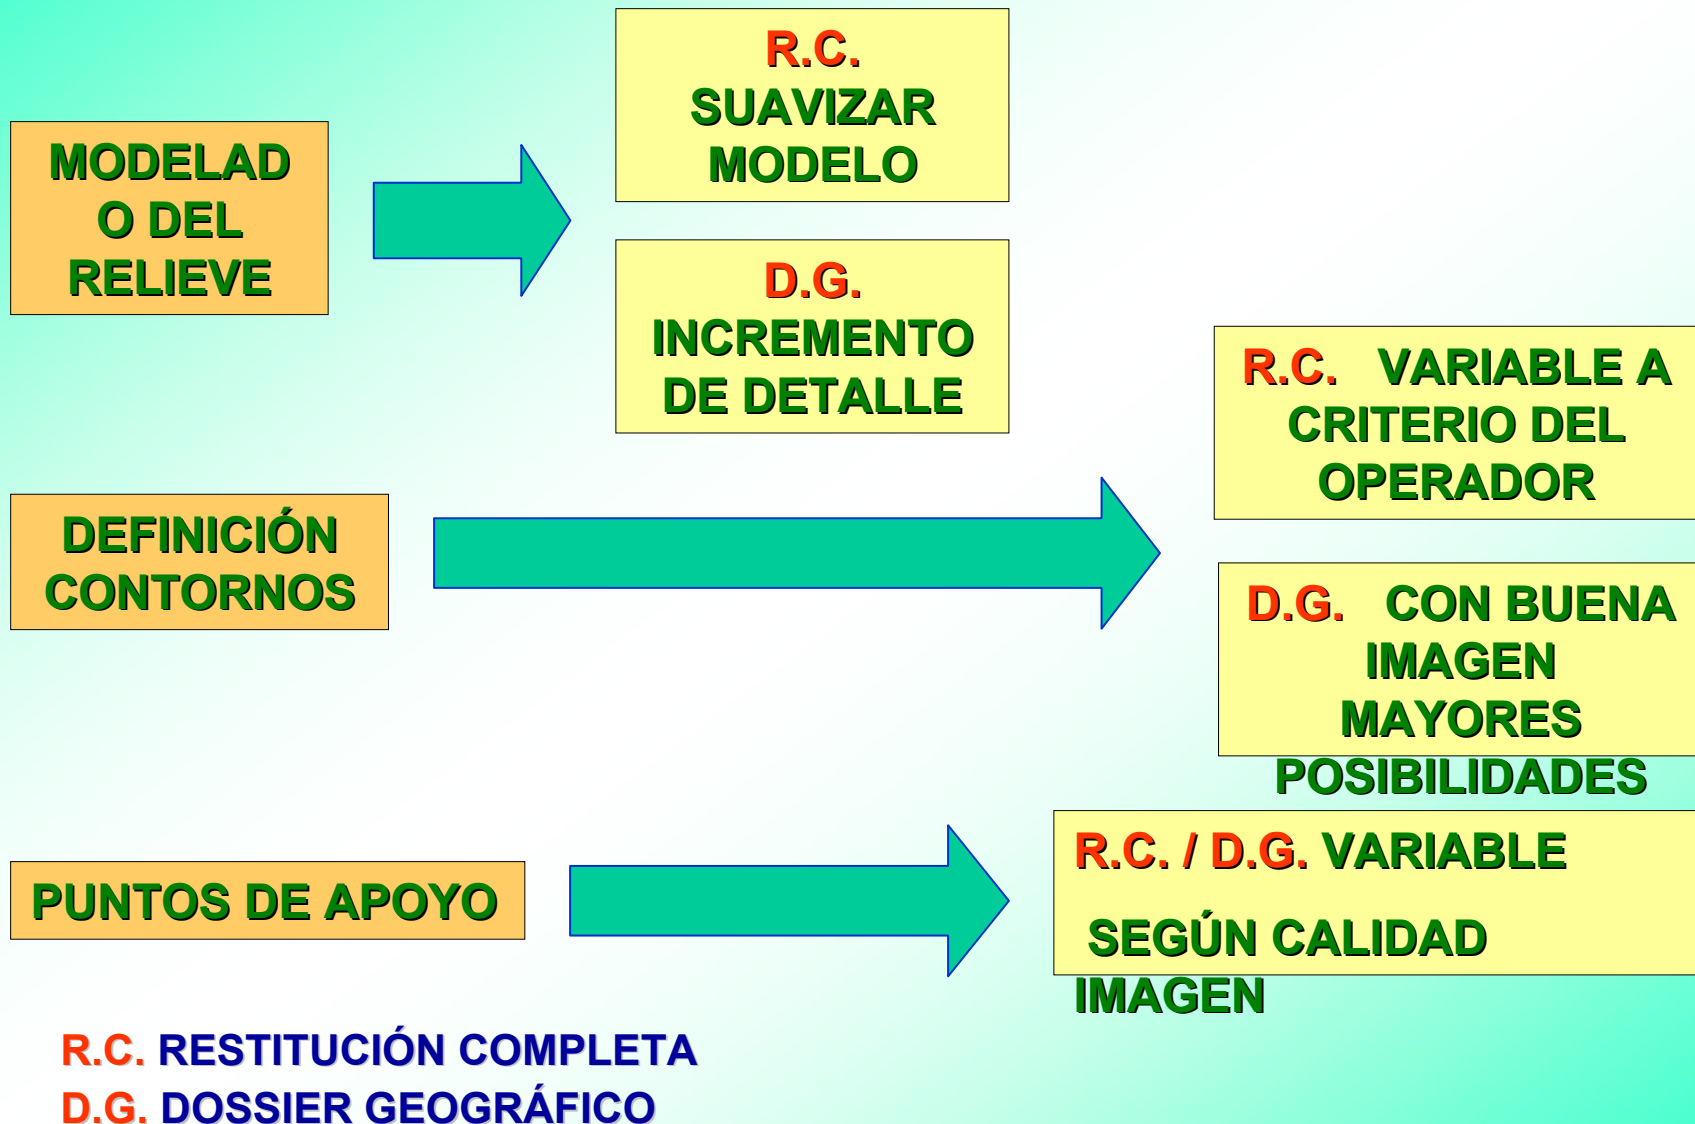 MODELAD
O DEL
RELIEVE
R.C.
SUAVIZAR
MODELO
D.G.
INCREMENTO
DE DETALLE
DEFINICIÓN
CONTORNOS
R.C. VARIABLE A
CRITERIO DEL
OPERADOR
D.G. CON BUENA
IMAGEN
MAYORES
POSIBILIDADES
PUNTOS DE APOYO
R.C. / D.G. VARIABLE
SEGÚN CALIDAD
IMAGEN
R.C. RESTITUCIÓN COMPLETA
D.G. DOSSIER GEOGRÁFICO